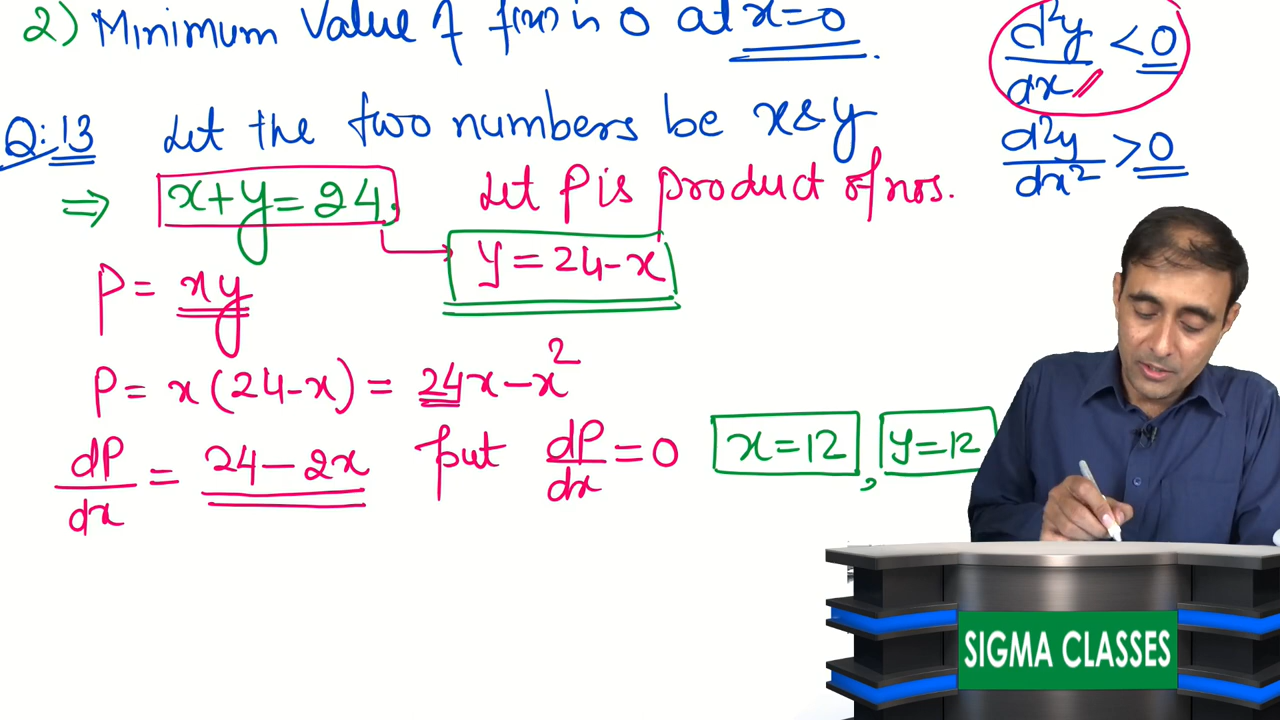 2) Minimum Value of f(x) is 0 at x=0.
d²y/dx < 0
d²y/dx² > 0
Q:13 Let the two numbers be x & y
⇒ x+y=24. Let P is product of nos.
y=24-x
P= xy
P= x(24-x) = 24x-x²
dP/dx = 24-2x put dP/dx = 0 x=12 , y=12
SIGMA CLASSES